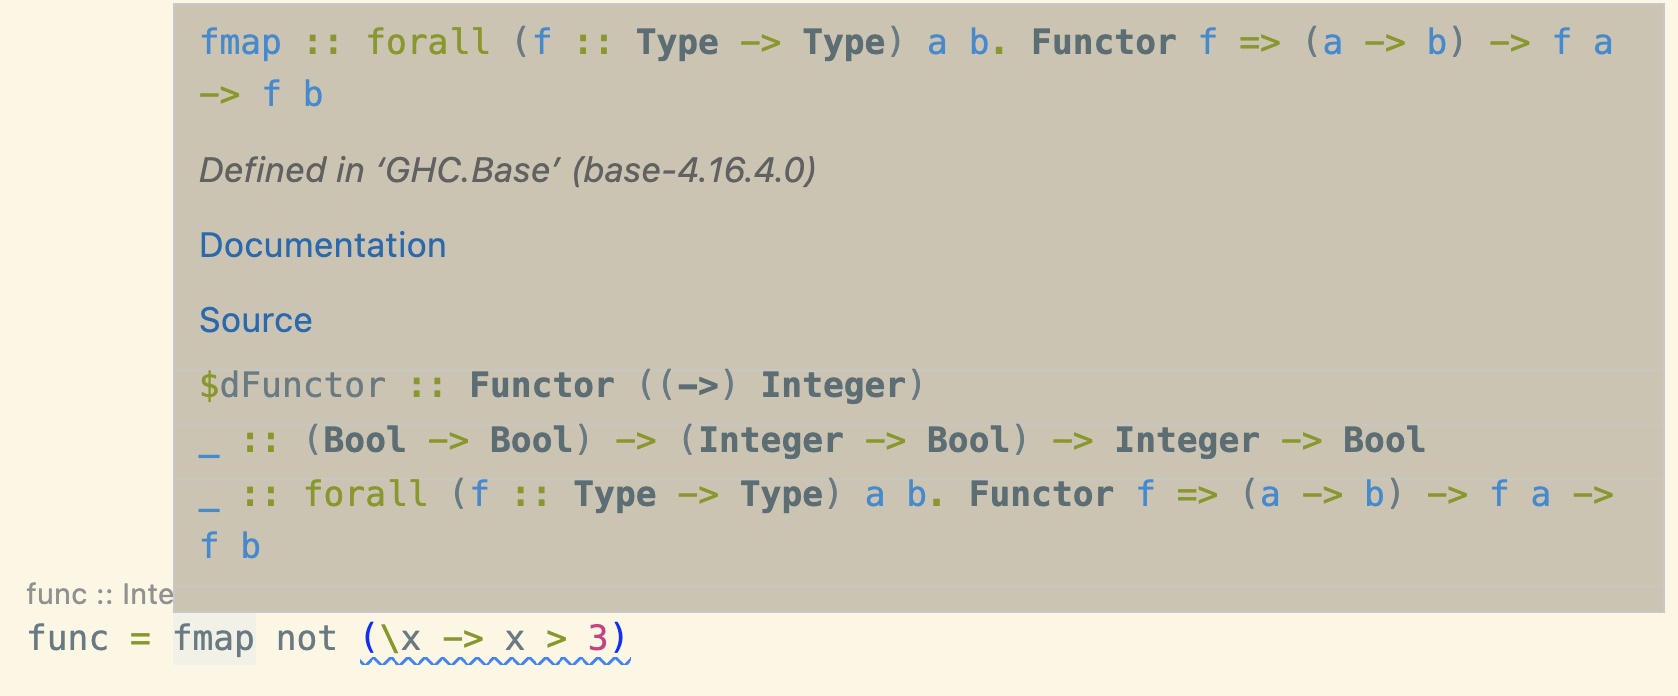 fmap :: forall (f :: Type -> Type) a b. Functor f => (a -> b) -> f a
-> f b
Defined in ‘GHC.Base’ (base-4.16.4.0)
Documentation
Source
$dFunctor :: Functor ((->) Integer)
_ :: (Bool -> Bool) -> (Integer -> Bool) -> Integer -> Bool
_ :: forall (f :: Type -> Type) a b. Functor f => (a -> b) -> f a ->
f b
func :: Inte
func = fmap not (\x -> x > 3)